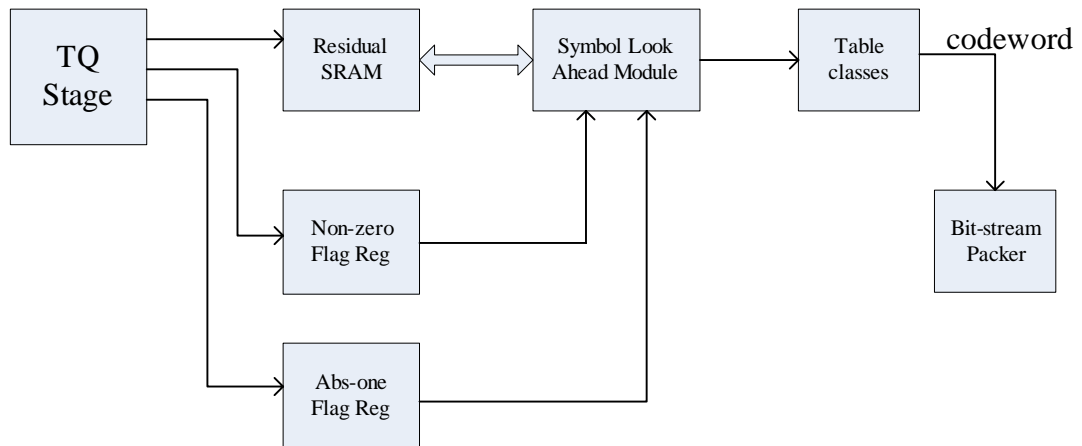 TQ
Stage
Residual
SRAM
Symbol Look
Ahead Module
Table
classes
codeword
Non-zero
Flag Reg
Bit-stream
Packer
Abs-one
Flag Reg